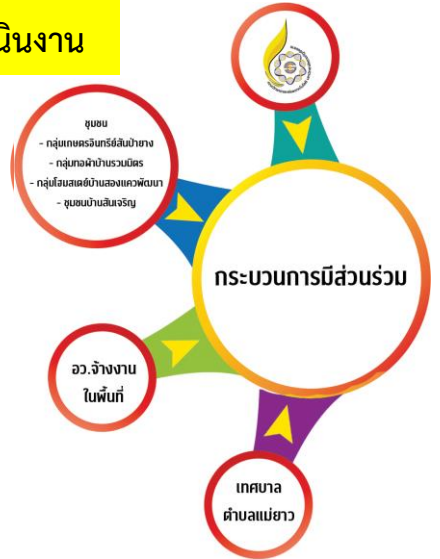 นินงาน
ชุมชน
- กลุ่มเกษตรอินทรีย์สันป่ายาง
- กลุ่มทอผ้าบ้านรวมมิตร
- กลุ่มโฮมสเตย์บ้านสองแควพัฒนา
- ชุมชนบ้านสันเจริญ
กระบวนการมีส่วนร่วม
อว.จ้างงาน
ในพื้นที่
เทศบาล
ตำบลแม่ยาว